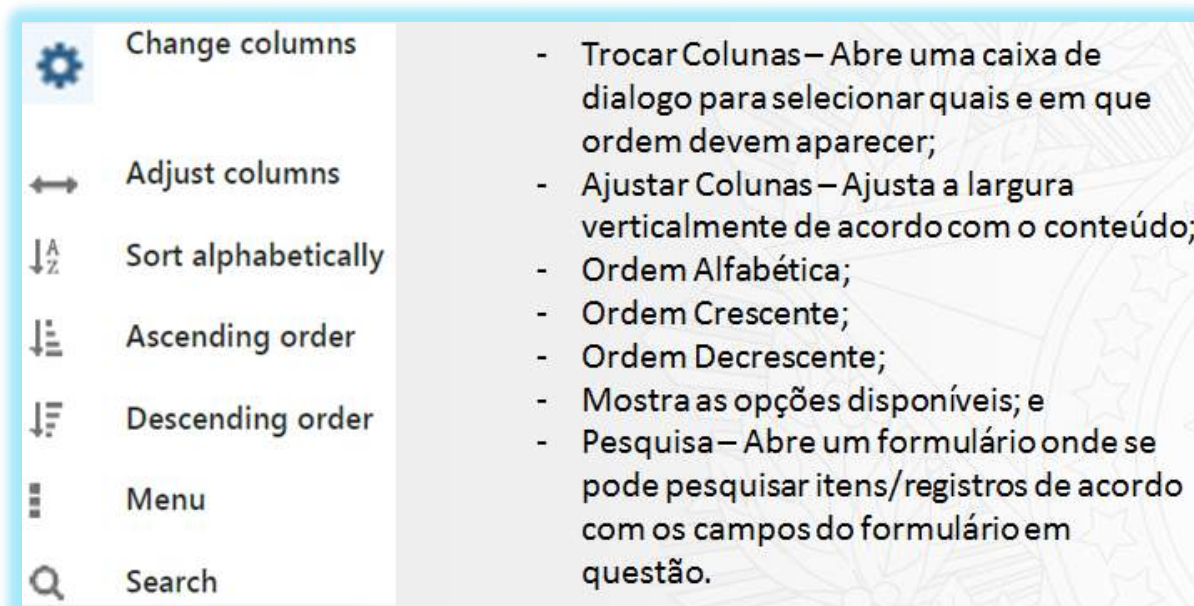 Change columns
Adjust columns
Sort alphabetically
Ascending order
Descending order
Menu
Search
- Trocar Colunas – Abre uma caixa de
dialogo para selecionar quais e em que
ordem devem aparecer;
- Ajustar Colunas – Ajusta a largura
verticalmente de acordo com o conteúdo;
- Ordem Alfabética;
- Ordem Crescente;
- Ordem Decrescente;
- Mostra as opções disponíveis; e
- Pesquisa – Abre um formulário onde se
pode pesquisar itens/registros de acordo
com os campos do formulário em
questão.